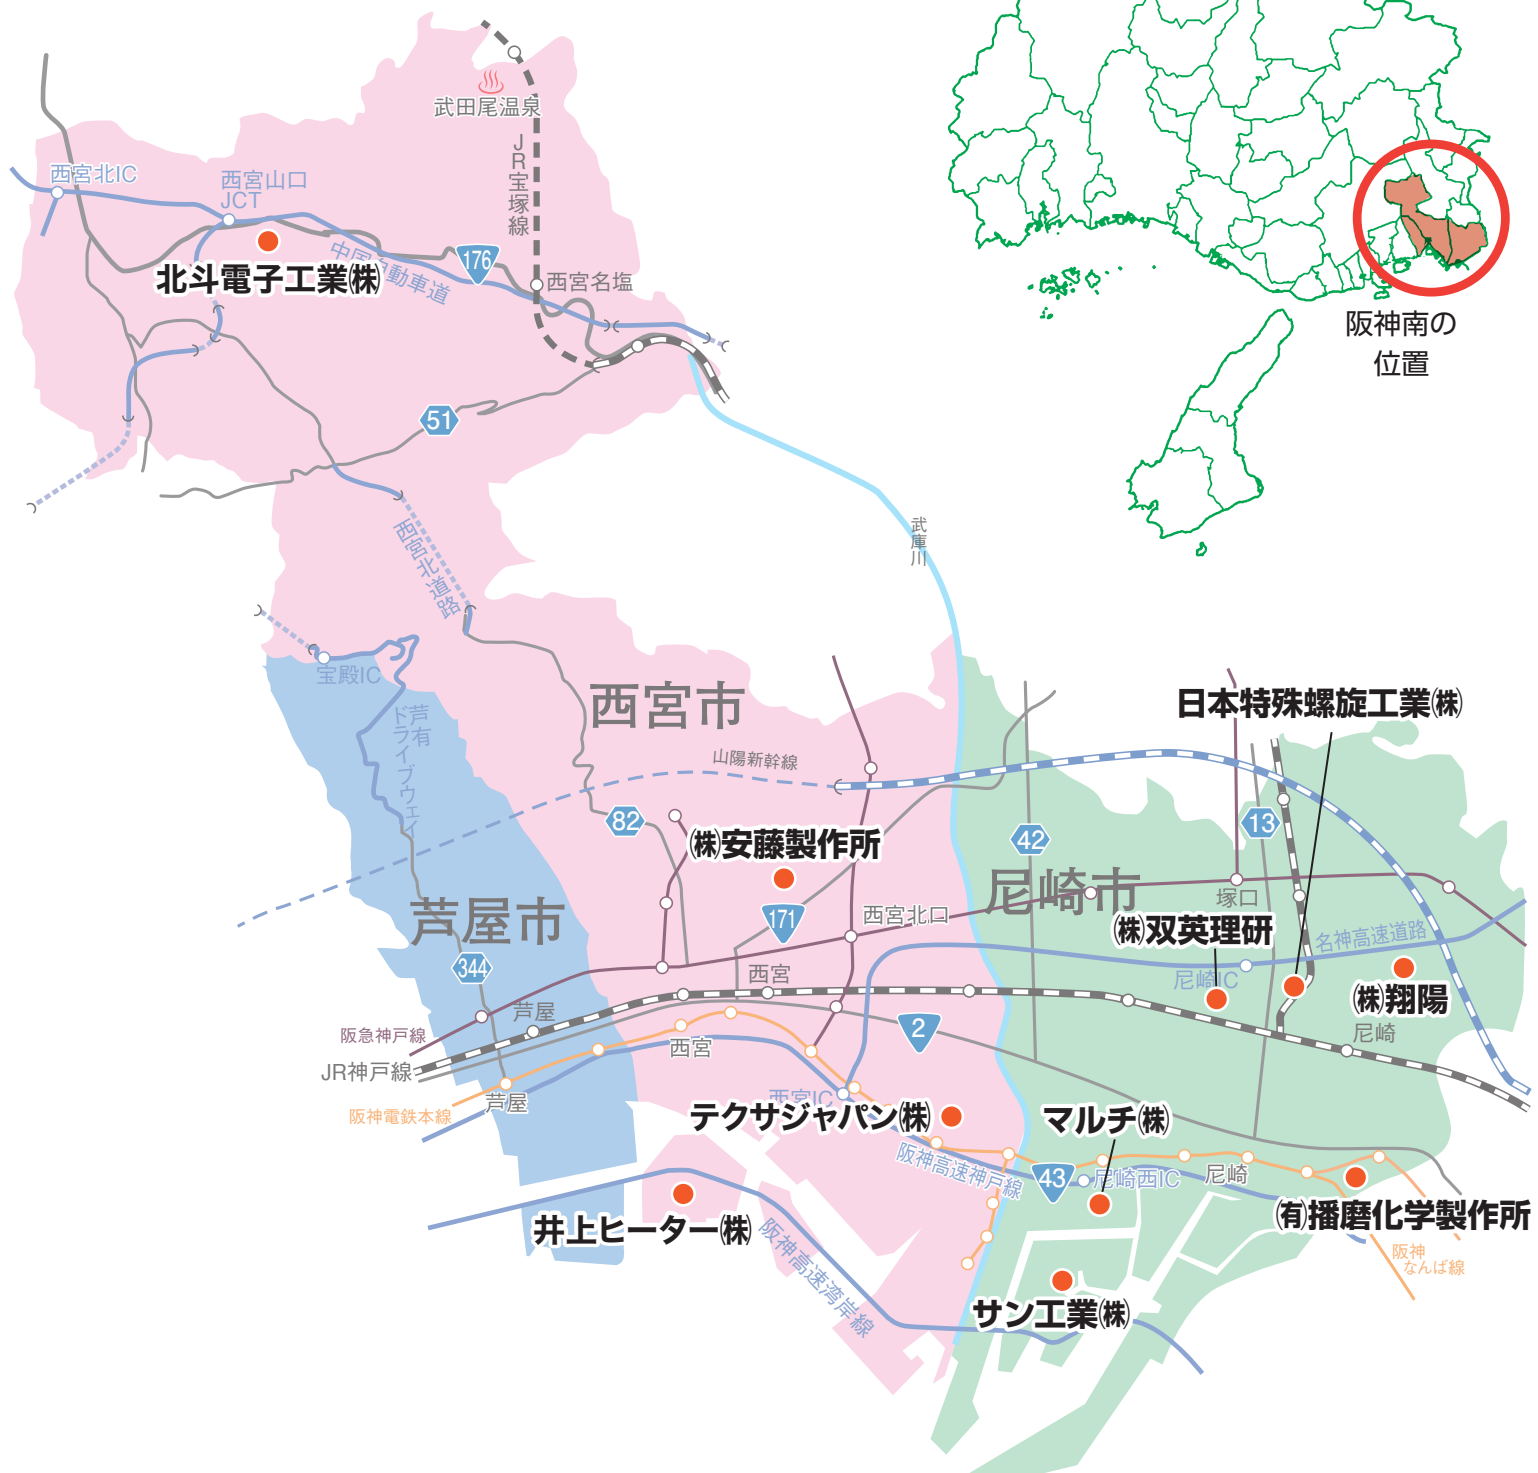 武田尾温泉
JR宝塚線
西宮北IC
西宮山口
JCT
北斗電子工業㈱
中国自動車道
176
西宮名塩
阪神南の
位置
51
武庫川
西宮北道路
宝殿IC
芦有
ドライブウェイ
西宮市
山陽新幹線
日本特殊螺旋工業㈱
82
㈱安藤製作所
42
13
尼崎市
塚口
171
西宮北口
芦屋市
㈱双英理研
名神高速道路
344
西宮
尼崎IC
㈱翔陽
芦屋
2
尼崎
阪急神戸線
西宮
JR神戸線
阪神電鉄本線
芦屋
西宮IC
テクサジャパン㈱
マルチ㈱
阪神高速神戸線
43
尼崎西IC
尼崎
井上ヒーター㈱
㈲播磨化学製作所
阪神高速湾岸線
阪神
なんば線
サン工業㈱